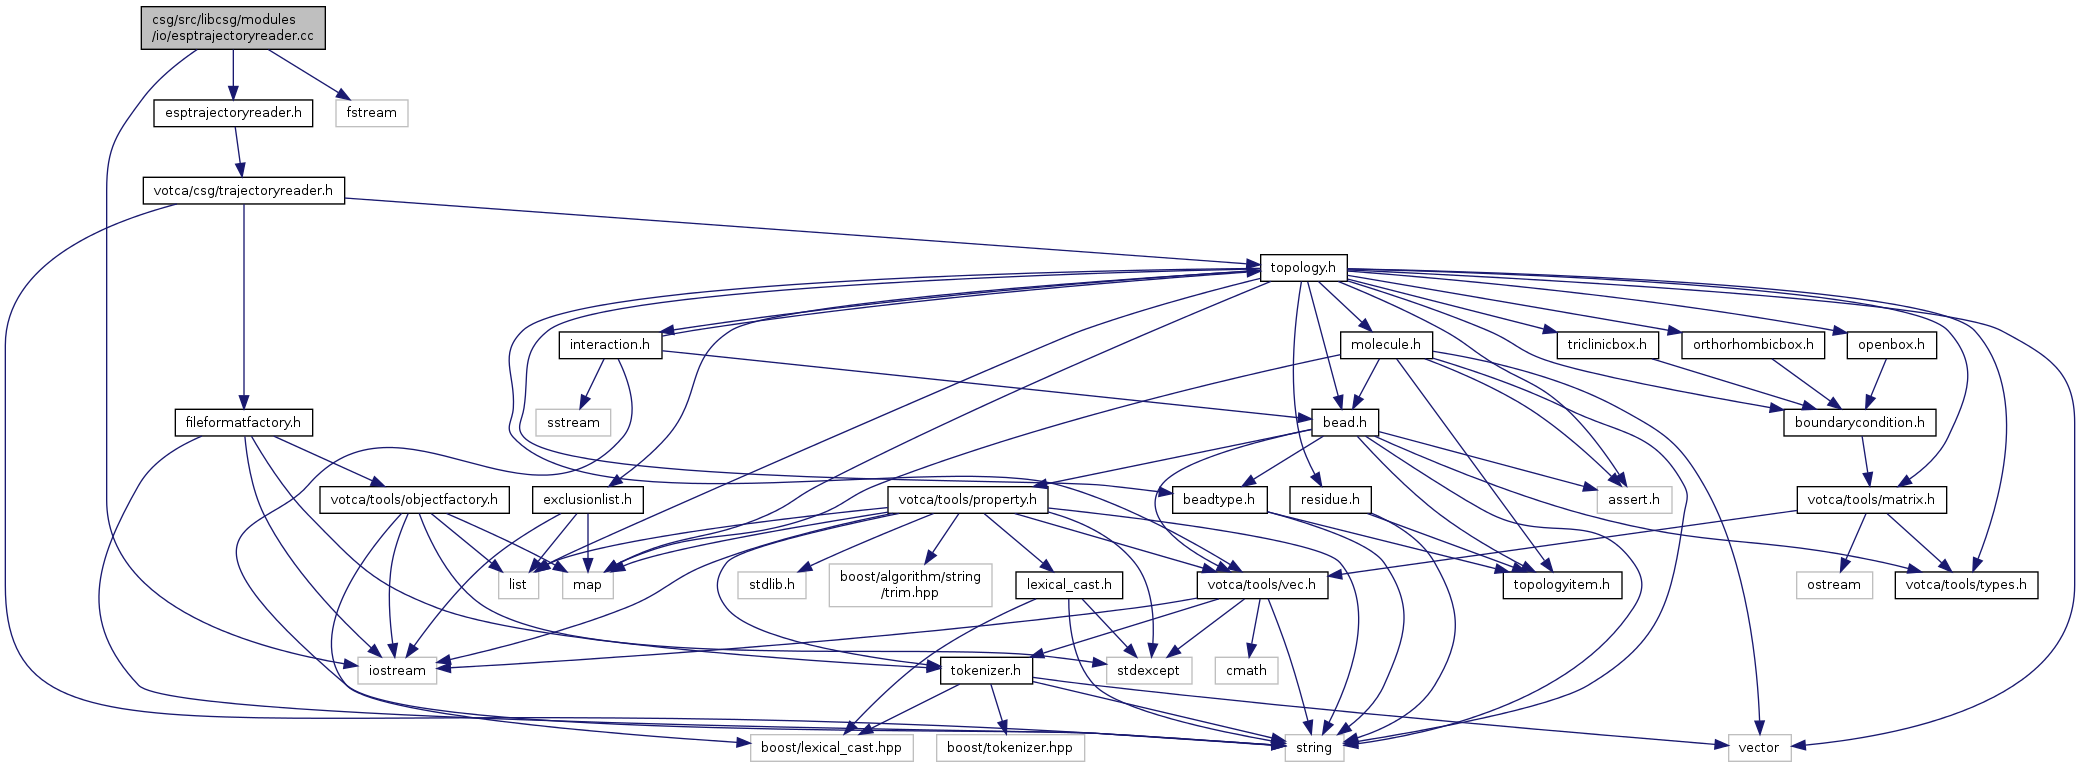 csg/src/libcsg/modules
/io/esptrajectoryreader.cc
esptrajectoryreader.h
fstream
votca/csg/trajectoryreader.h
topology.h
interaction.h
molecule.h
triclinicbox.h
orthorhombicbox.h
openbox.h
fileformatfactory.h
sstream
bead.h
boundarycondition.h
votca/tools/objectfactory.h
exclusionlist.h
votca/tools/property.h
beadtype.h
residue.h
assert.h
votca/tools/matrix.h
list
map
stdlib.h
boost/algorithm/string
/trim.hpp
lexical_cast.h
votca/tools/vec.h
topologyitem.h
ostream
votca/tools/types.h
iostream
tokenizer.h
stdexcept
cmath
boost/lexical_cast.hpp
boost/tokenizer.hpp
string
vector